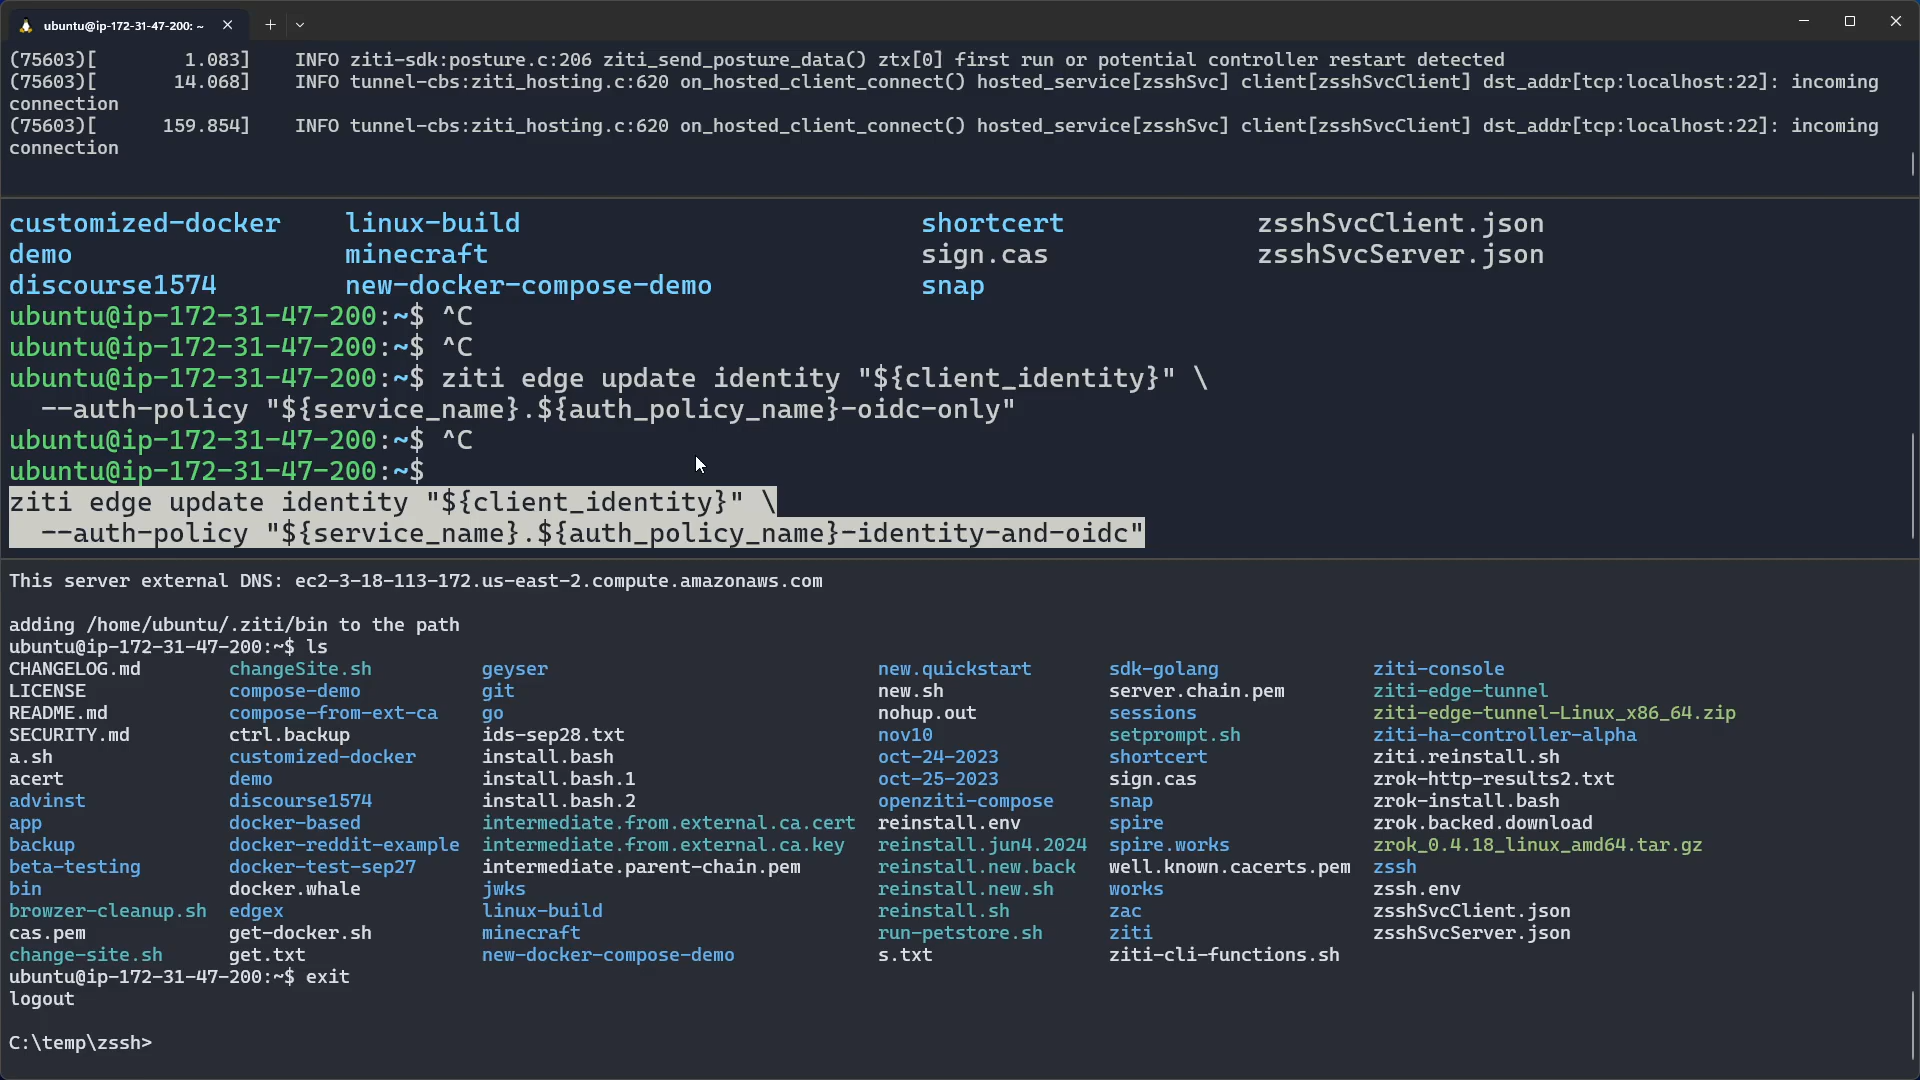 ubuntu@ip-172-31-47-200: ~
(75603)[        1.083]    INFO ziti-sdk:posture.c:206 ziti_send_posture_data() ztx[0] first run or potential controller restart detected
(75603)[       14.068]    INFO tunnel-cbs:ziti_hosting.c:620 on_hosted_client_connect() hosted_service[zsshSvc] client[zsshSvcClient] dst_addr[tcp:localhost:22]: incoming
connection
(75603)[      159.854]    INFO tunnel-cbs:ziti_hosting.c:620 on_hosted_client_connect() hosted_service[zsshSvc] client[zsshSvcClient] dst_addr[tcp:localhost:22]: incoming
connection
customized-docker    linux-build    shortcert    zsshSvcClient.json
demo    minecraft    sign.cas    zsshSvcServer.json
discourse1574    new-docker-compose-demo    snap
ubuntu@ip-172-31-47-200:~$ ^C
ubuntu@ip-172-31-47-200:~$ ^C
ubuntu@ip-172-31-47-200:~$ ziti edge update identity "${client_identity}" \
  --auth-policy "${service_name}.${auth_policy_name}-oidc-only"
ubuntu@ip-172-31-47-200:~$ ^C
ubuntu@ip-172-31-47-200:~$
ziti edge update identity "${client_identity}" \
  --auth-policy "${service_name}.${auth_policy_name}-identity-and-oidc"
This server external DNS: ec2-3-18-113-172.us-east-2.compute.amazonaws.com
adding /home/ubuntu/.ziti/bin to the path
ubuntu@ip-172-31-47-200:~$ ls
CHANGELOG.md    changeSite.sh    geyser    new.quickstart    sdk-golang    ziti-console
LICENSE    compose-demo    git    new.sh    server.chain.pem    ziti-edge-tunnel
README.md    compose-from-ext-ca    go    nohup.out    sessions    ziti-edge-tunnel-Linux_x86_64.zip
SECURITY.md    ctrl.backup    ids-sep28.txt    nov10    setprompt.sh    ziti-ha-controller-alpha
a.sh    customized-docker    install.bash    oct-24-2023    shortcert    ziti.reinstall.sh
acert    demo    install.bash.1    oct-25-2023    sign.cas    zrok-http-results2.txt
advinst    discourse1574    install.bash.2    openziti-compose    snap    zrok-install.bash
app    docker-based    intermediate.from.external.ca.cert    reinstall.env    spire    zrok.backed.download
backup    docker-reddit-example    intermediate.from.external.ca.key    reinstall.jun4.2024    spire.works    zrok_0.4.18_linux_amd64.tar.gz
beta-testing    docker-test-sep27    intermediate.parent-chain.pem    reinstall.new.back    well.known.cacerts.pem    zssh
bin    docker.whale    jwks    reinstall.new.sh    works    zssh.env
browzer-cleanup.sh    edgex    linux-build    reinstall.sh    zac    zsshSvcClient.json
cas.pem    get-docker.sh    minecraft    run-petstore.sh    ziti    zsshSvcServer.json
change-site.sh    get.txt    new-docker-compose-demo    s.txt    ziti-cli-functions.sh
ubuntu@ip-172-31-47-200:~$ exit
logout
C:\temp\zssh>